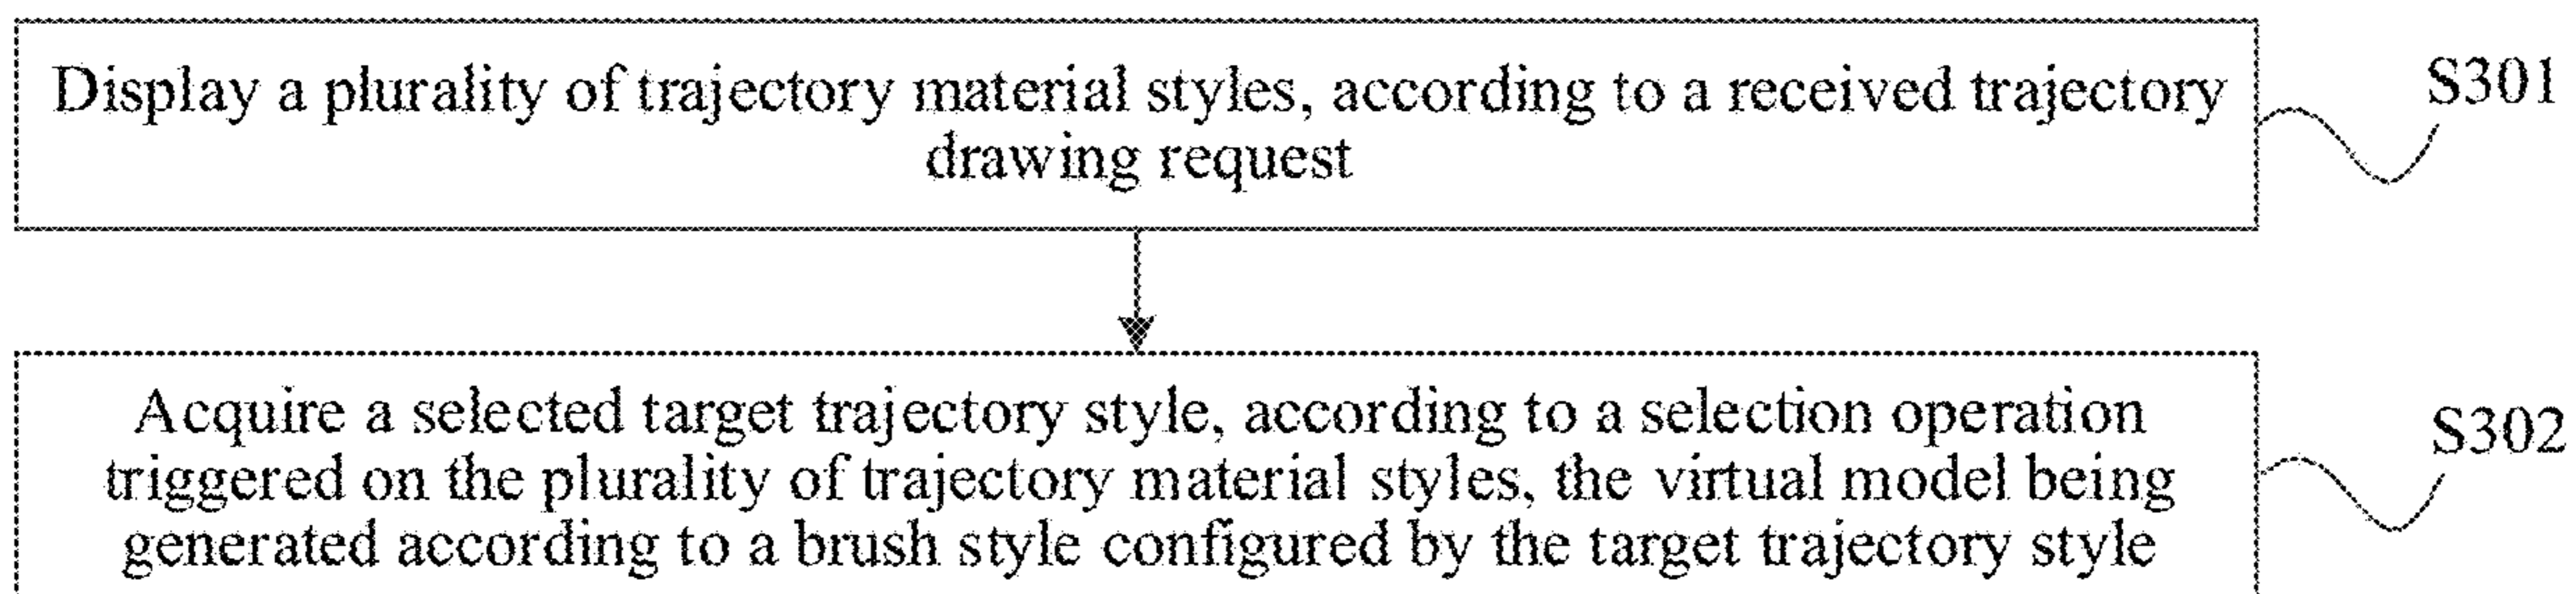 Display a plurality of trajectory material styles, according to a received trajectory
drawing request
S301
Acquire a selected target trajectory style, according to a selection operation
triggered on the plurality of trajectory material styles, the virtual model being
generated according to a brush style configured by the target trajectory style
S302